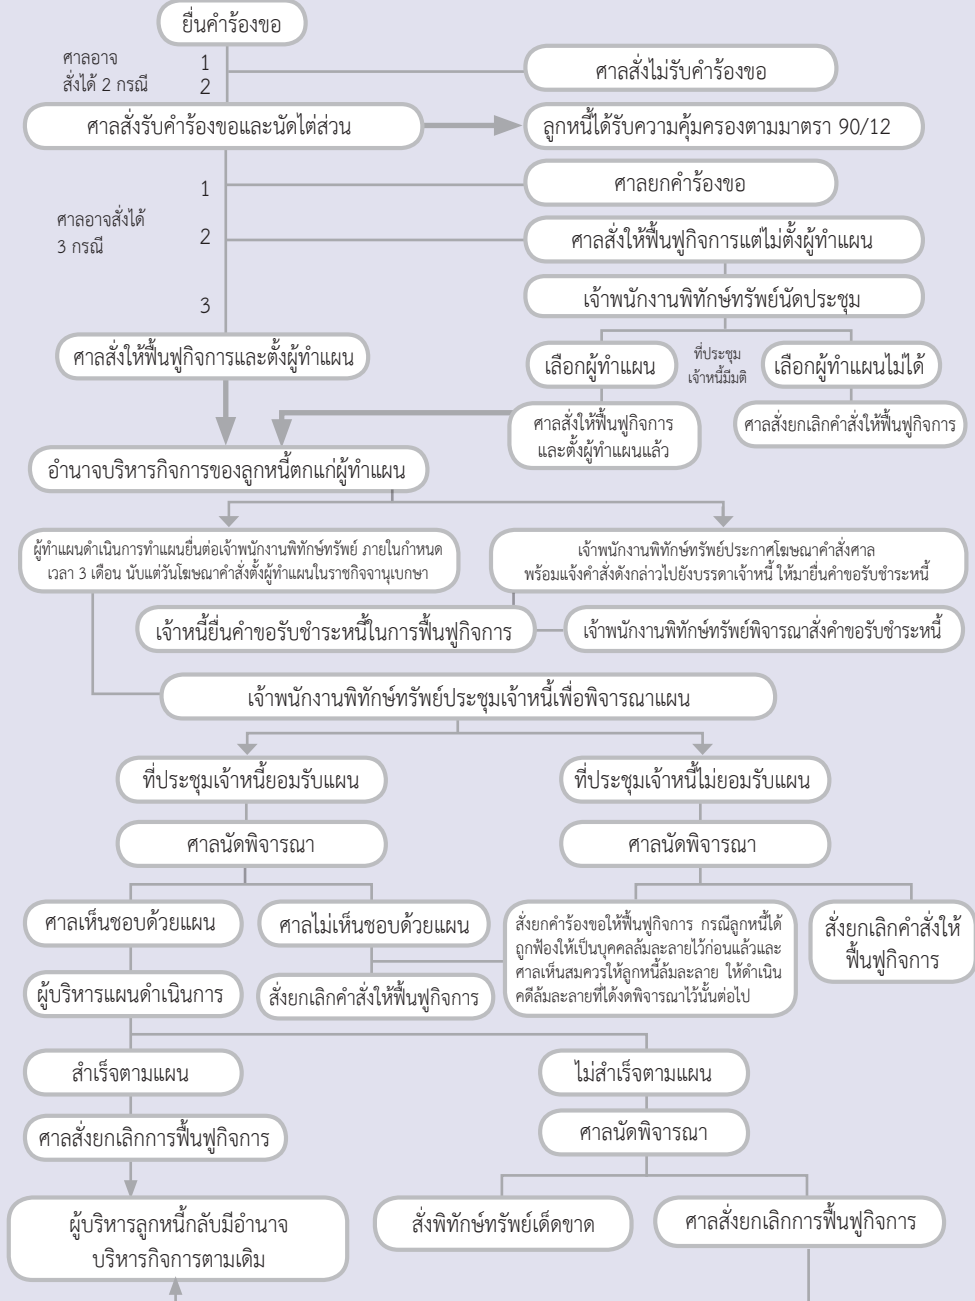 ยื่นคำร้องขอ
ศาลอาจ
สั่งได้ 2 กรณี
1
2
ศาลสั่งไม่รับคำร้องขอ
ศาลสั่งรับคำร้องขอและนัดไต่ส่วน
ลูกหนี้ได้รับความคุ้มครองตามมาตรา 90/12
ศาลอาจสั่งได้
3 กรณี
1
ศาลยกคำร้องขอ
2
ศาลสั่งให้ฟื้นฟูกิจการแต่ไม่ตั้งผู้ทำแผน
เจ้าพนักงานพิทักษ์ทรัพย์นัดประชุม
3
ศาลสั่งให้ฟื้นฟูกิจการและตั้งผู้ทำแผน
เลือกผู้ทำแผน
ที่ประชุม
เจ้าหนี้มีมติ
เลือกผู้ทำแผนไม่ได้
ศาลสั่งให้ฟื้นฟูกิจการ
และตั้งผู้ทำแผนแล้ว
ศาลสั่งยกเลิกคำสั่งให้ฟื้นฟูกิจการ
อำนาจบริหารกิจการของลูกหนี้ตกแก่ผู้ทำแผน
ผู้ทำแผนดำเนินการทำแผนยื่นต่อเจ้าพนักงานพิทักษ์ทรัพย์ ภายในกำหนด
เวลา 3 เดือน นับแต่วันโฆษณาคำสั่งตั้งผู้ทำแผนในราชกิจจานุเบกษา
เจ้าพนักงานพิทักษ์ทรัพย์ประกาศโฆษณาคำสั่งศาล
พร้อมแจ้งคำสั่งดังกล่าวไปยังบรรดาเจ้าหนี้ ให้มายื่นคำขอรับชำระหนี้
เจ้าหนี้ยื่นคำขอรับชำระหนี้ในการฟื้นฟูกิจการ
เจ้าพนักงานพิทักษ์ทรัพย์พิจารณาสั่งคำขอรับชำระหนี้
เจ้าพนักงานพิทักษ์ทรัพย์ประชุมเจ้าหนี้เพื่อพิจารณาแผน
ที่ประชุมเจ้าหนี้ยอมรับแผน
ที่ประชุมเจ้าหนี้ไม่ยอมรับแผน
ศาลนัดพิจารณา
ศาลนัดพิจารณา
ศาลเห็นชอบด้วยแผน
ศาลไม่เห็นชอบด้วยแผน
สั่งยกคำร้องขอให้ฟื้นฟูกิจการ กรณีลูกหนี้ได้
ถูกฟ้องให้เป็นบุคคลล้มละลายไว้ก่อนแล้วและ
ศาลเห็นสมควรให้ลูกหนี้ล้มละลาย ให้ดำเนิน
คดีล้มละลายที่ได้งดพิจารณาไว้นั้นต่อไป
สั่งยกเลิกคำสั่งให้
ฟื้นฟูกิจการ
ผู้บริหารแผนดำเนินการ
สั่งยกเลิกคำสั่งให้ฟื้นฟูกิจการ
สำเร็จตามแผน
ไม่สำเร็จตามแผน
ศาลสั่งยกเลิกการฟื้นฟูกิจการ
ศาลนัดพิจารณา
ผู้บริหารลูกหนี้กลับมีอำนาจ
บริหารกิจการตามเดิม
สั่งพิทักษ์ทรัพย์เด็ดขาด
ศาลสั่งยกเลิกการฟื้นฟูกิจการ